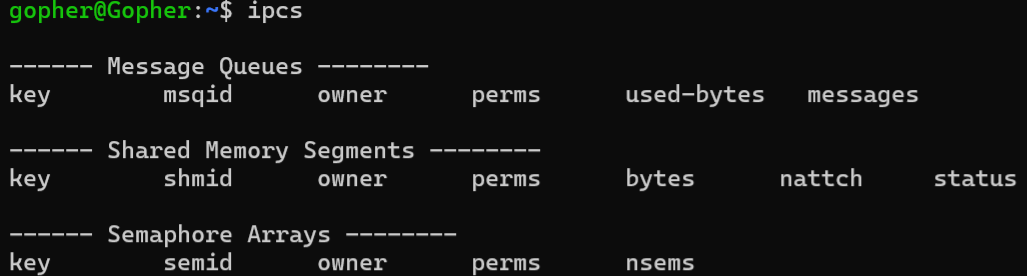 gopher@Gopher:~$ ipcs
------ Message Queues --------
key        msqid      owner      perms      used-bytes   messages
------ Shared Memory Segments --------
key        shmid      owner      perms      bytes      nattch     status
------ Semaphore Arrays --------
key        semid      owner      perms      nsems